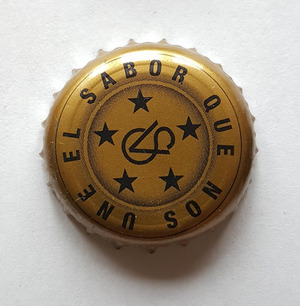 EL SABOR QUE NOS UNE